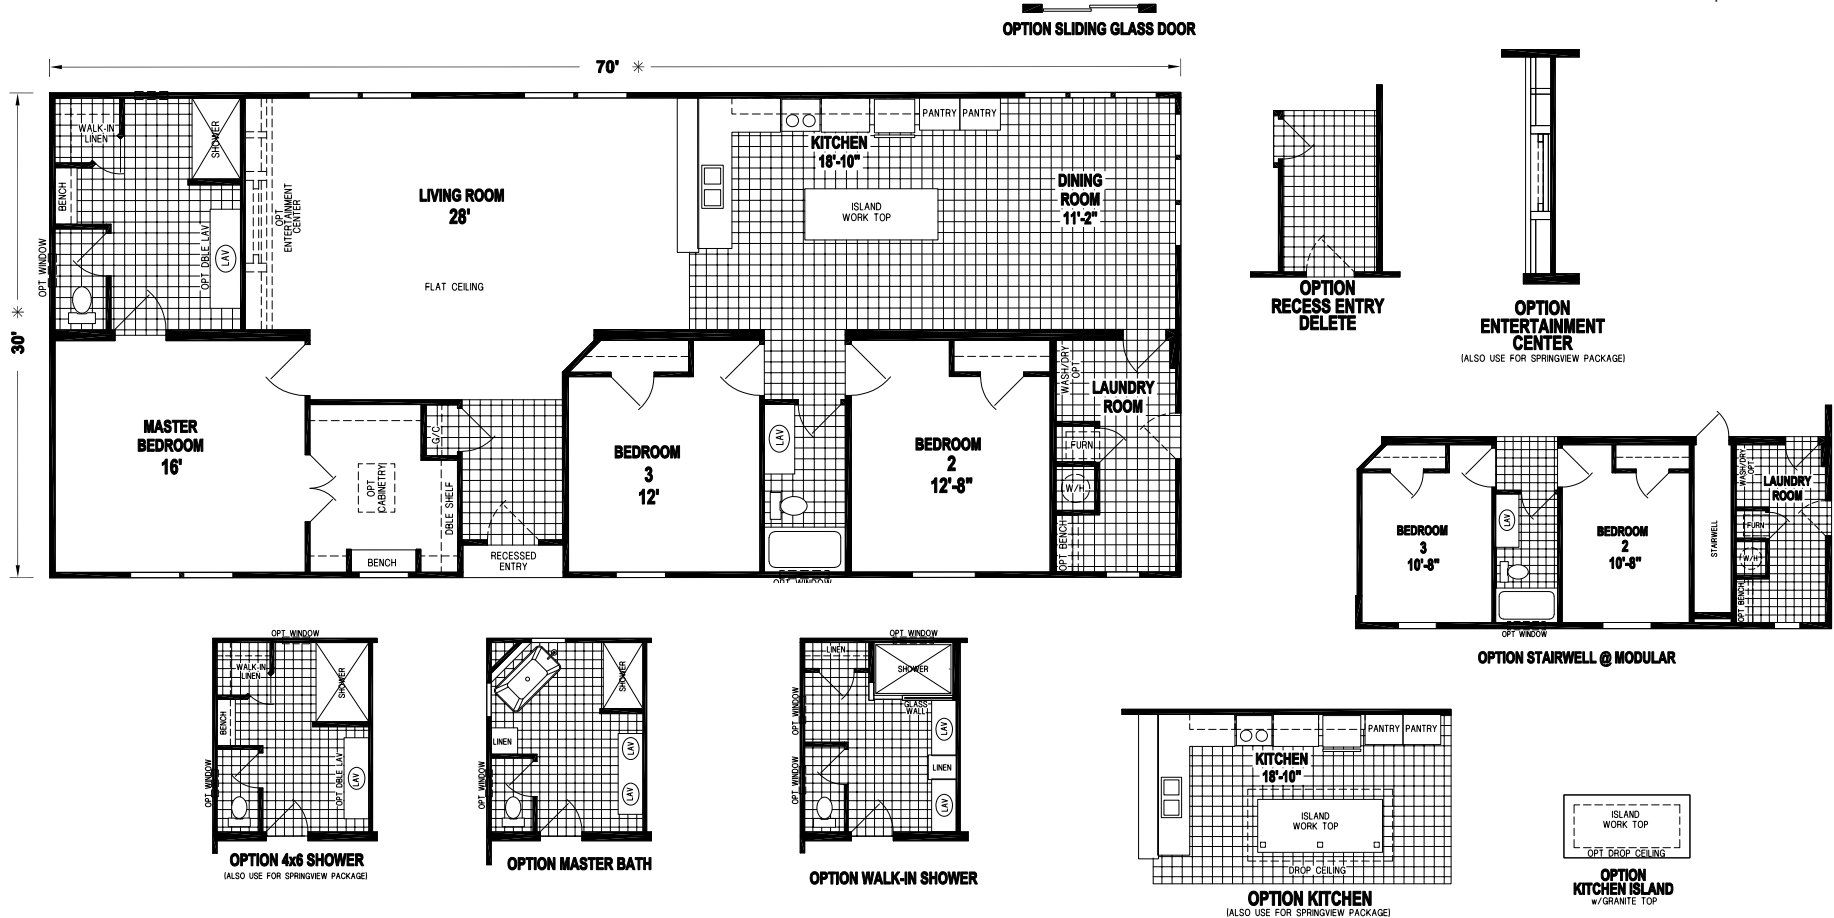 OPTION SLIDING GLASS DOOR
70' ✳
30' ✳
WALK-IN
LINEN
SHOWER
BENCH
OPT WINDOW
OPT DBLE LAV
LAV
OPT
ENTERTAINMENT
CENTER
LIVING ROOM
28'
FLAT CEILING
KITCHEN
18'-10"
PANTRY
PANTRY
ISLAND
WORK TOP
DINING
ROOM
11'-2"
MASTER
BEDROOM
16'
OPT
CABINETRY
G/C
DBLE SHELF
BENCH
RECESSED
ENTRY
BEDROOM
3
12'
LAV
OPT WINDOW
BEDROOM
2
12'-8"
WASH/DRY
OPT
LAUNDRY
ROOM
FURN
W/H
OPT BENCH
OPTION
RECESS ENTRY
DELETE
OPTION
ENTERTAINMENT
CENTER
(ALSO USE FOR SPRINGVIEW PACKAGE)
BEDROOM
3
10'-8"
LAV
OPT WINDOW
BEDROOM
2
10'-8"
STAIRWELL
WASH/DRY
OPT
LAUNDRY
ROOM
FURN
W/H
OPT BENCH
OPTION STAIRWELL @ MODULAR
OPT WINDOW
WALK-IN
LINEN
SHOWER
BENCH
OPT WINDOW
OPT DBLE LAV
LAV
OPTION 4x6 SHOWER
(ALSO USE FOR SPRINGVIEW PACKAGE)
SHOWER
LINEN
OPT WINDOW
LAV
LAV
OPTION MASTER BATH
OPT WINDOW
LINEN
SHOWER
GLASS
WALL
OPT WINDOW
LAV
LINEN
OPT WINDOW
LAV
OPTION WALK-IN SHOWER
PANTRY
PANTRY
KITCHEN
18'-10"
ISLAND
WORK TOP
DROP CEILING
OPTION KITCHEN
(ALSO USE FOR SPRINGVIEW PACKAGE)
ISLAND
WORK TOP
OPT DROP CEILING
OPTION
KITCHEN ISLAND
w/GRANITE TOP